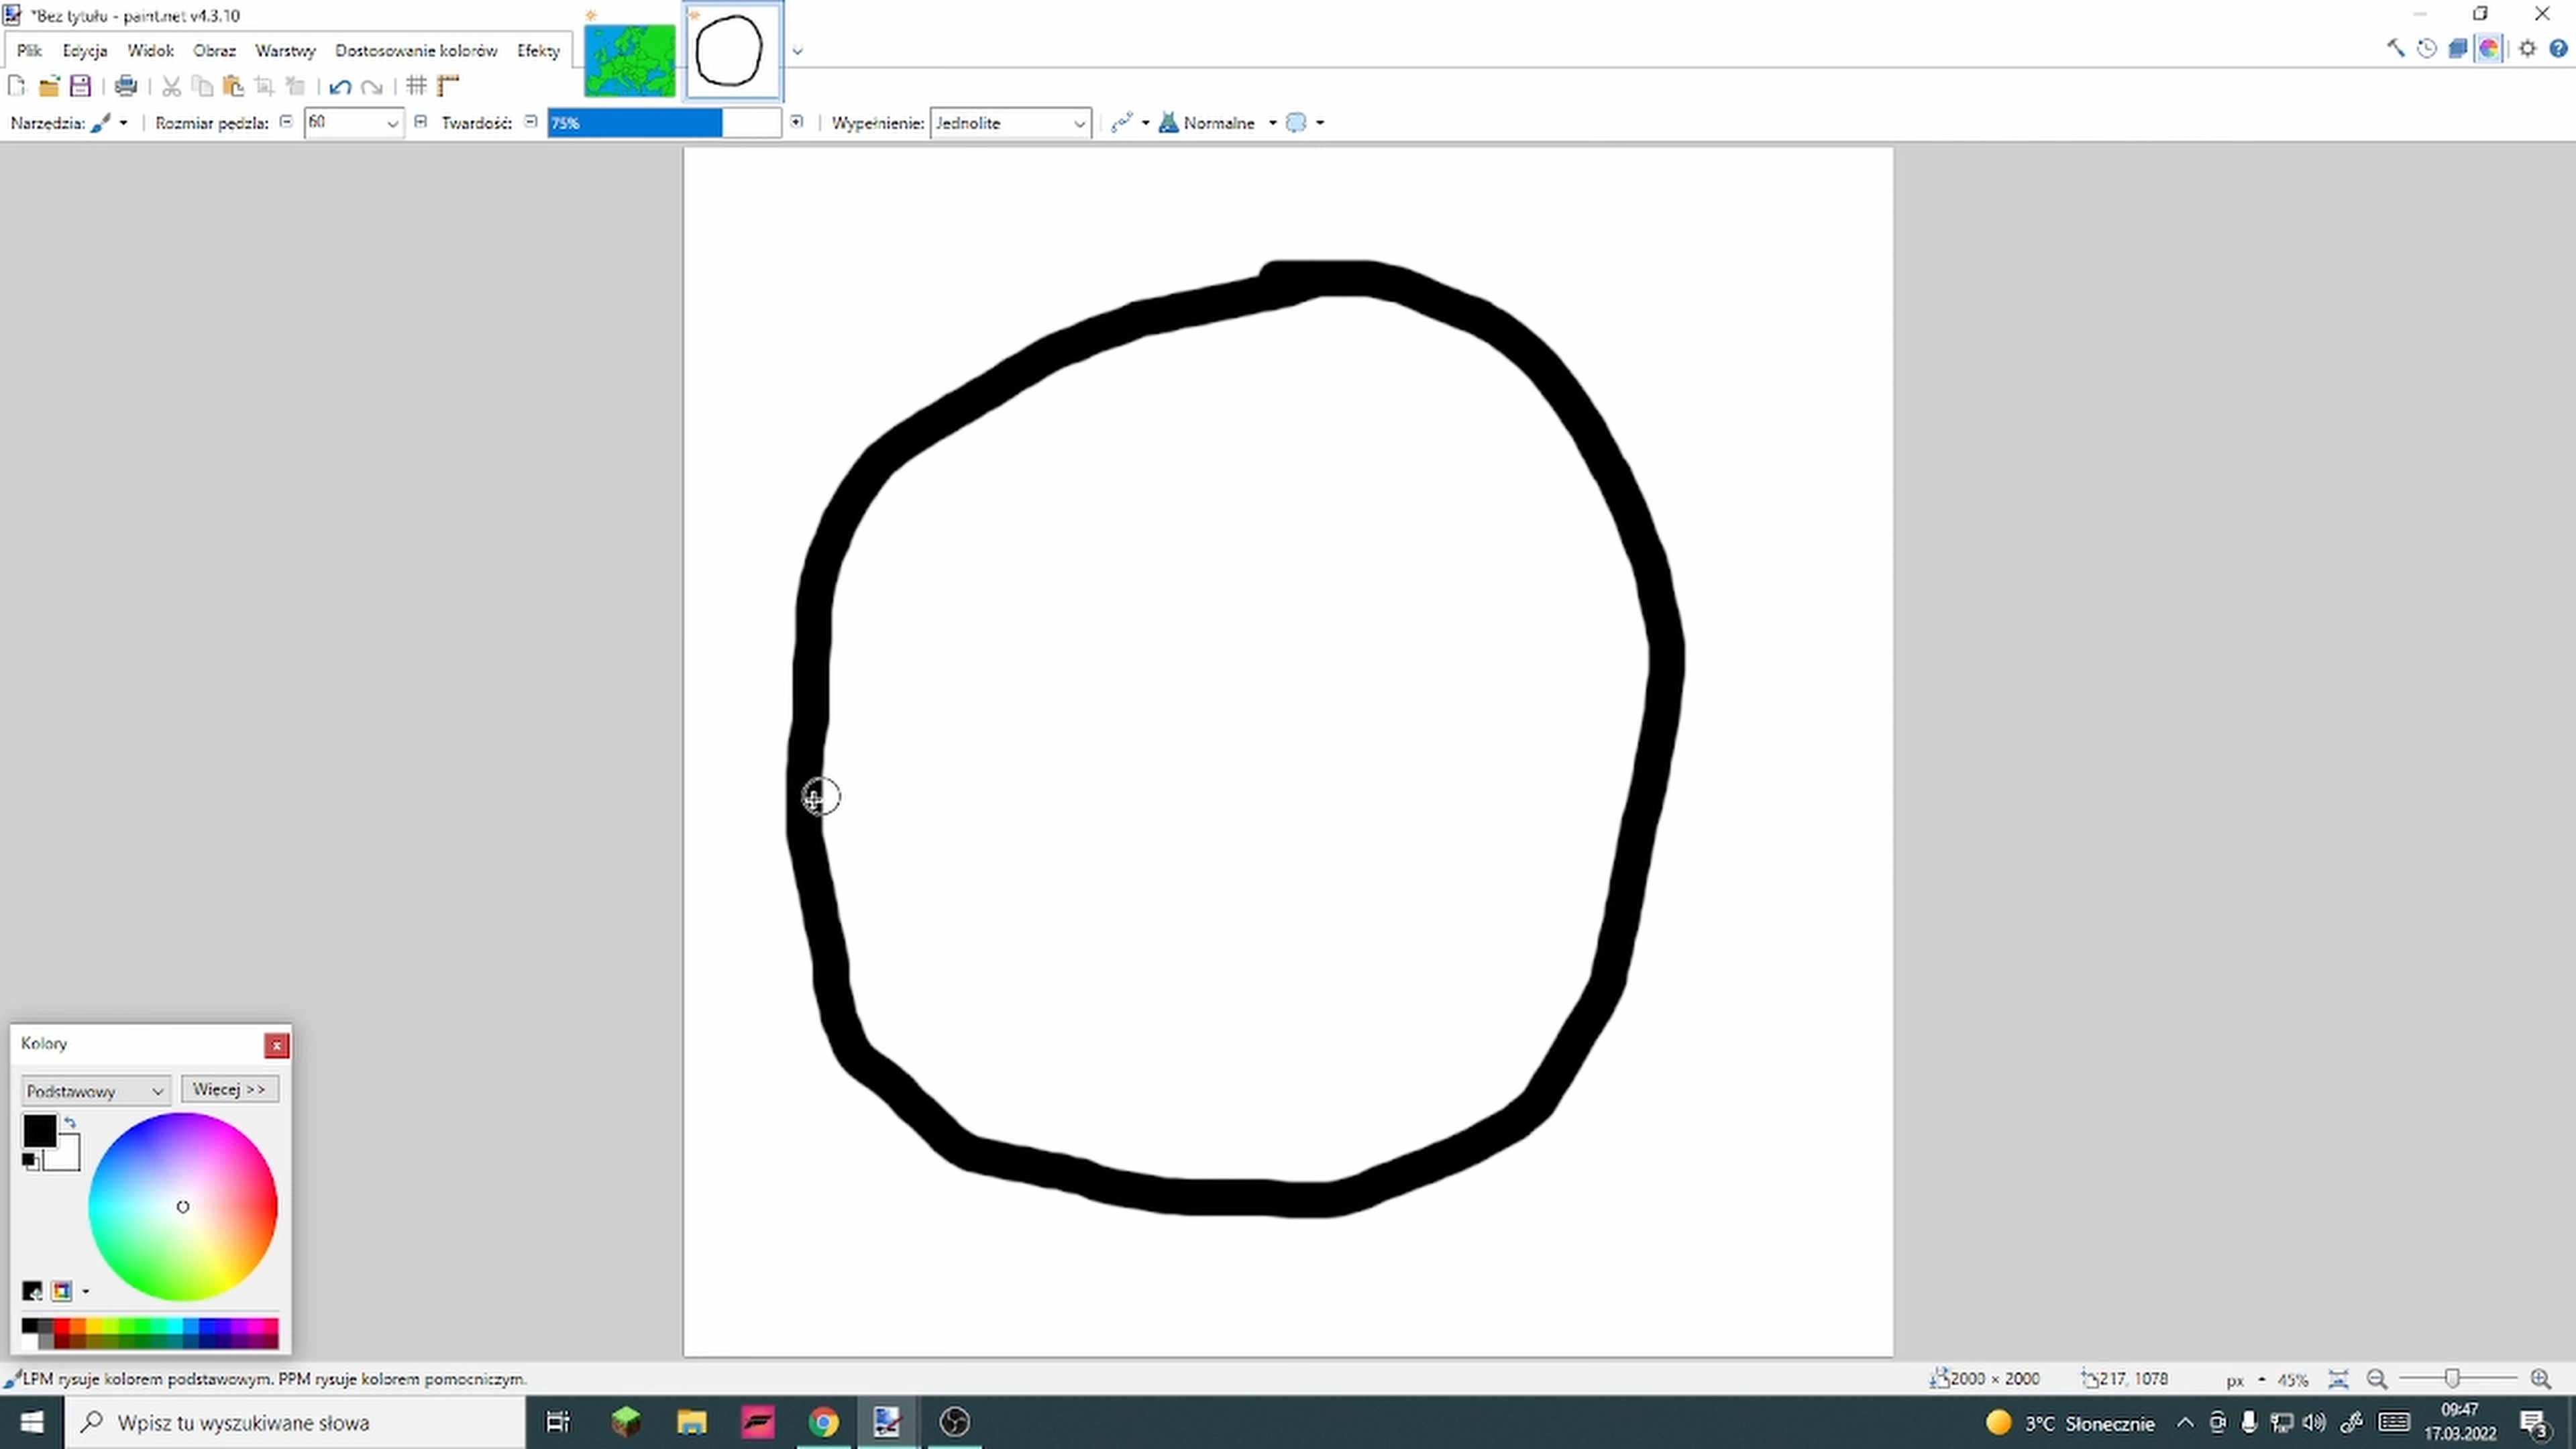 *Bez tytułu - paint.net v4.3.10
Plik Edycja Widok Obraz Warstwy Dostosowanie kolorów Efekty
Narzędzia: Rozmiar pędzla: 60 Twardość: 75% Wypełnienie: Jednolite Normalne
Kolory
Podstawowy Więcej >>
LPM rysuje kolorem podstawowym. PPM rysuje kolorem pomocniczym. 2000 × 2000 217, 1078 px 45%
Wpisz tu wyszukiwane słowa 3°C Słonecznie 09:47
17.03.2022 3